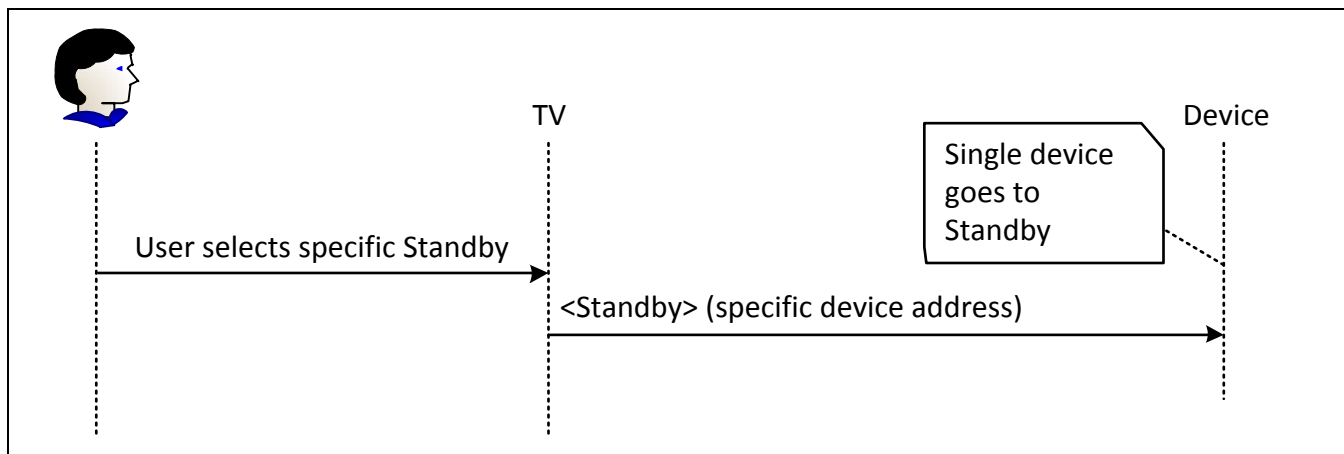 TV
Device
Single device
goes to
Standby
User selects specific Standby
<Standby> (specific device address)